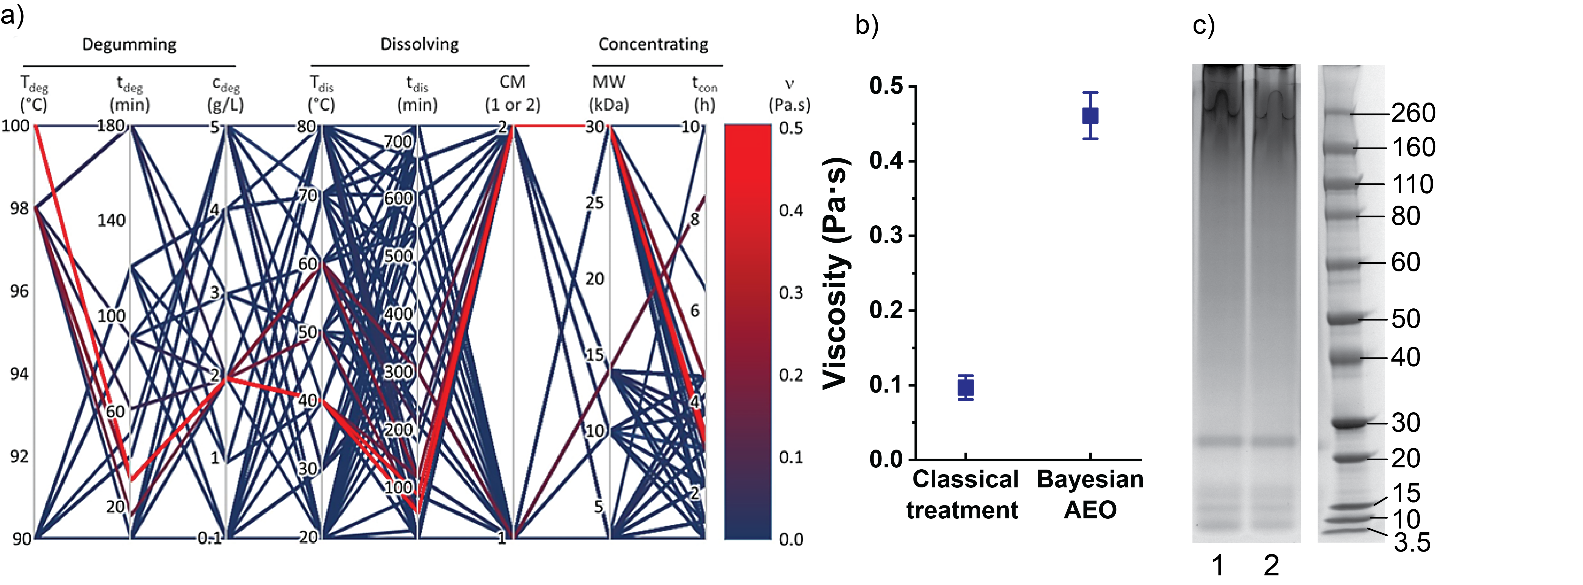 a)
Degumming
Dissolving
Concentrating
T_deg t_deg c_deg T_dis t_dis CM MW t_con ν
(°C) (min) (g/L) (°C) (min) (1 or 2) (kDa) (h) (Pa.s)
100 180 5 80 700 2 30 10 0.5
98 140 4 70 600 25 8 0.4
96 100 3 60 500 20 6 0.3
94 60 2 50 400 15 4 0.2
92 20 1 40 300 10 2 0.1
90 0.1 30 200 5 0.0
20 100 1
b)
Viscosity (Pa·s)
0.5
0.4
0.3
0.2
0.1
0.0
Classical Bayesian
treatment AEO
c)
260
160
110
80
60
50
40
30
20
15
10
3.5
1 2